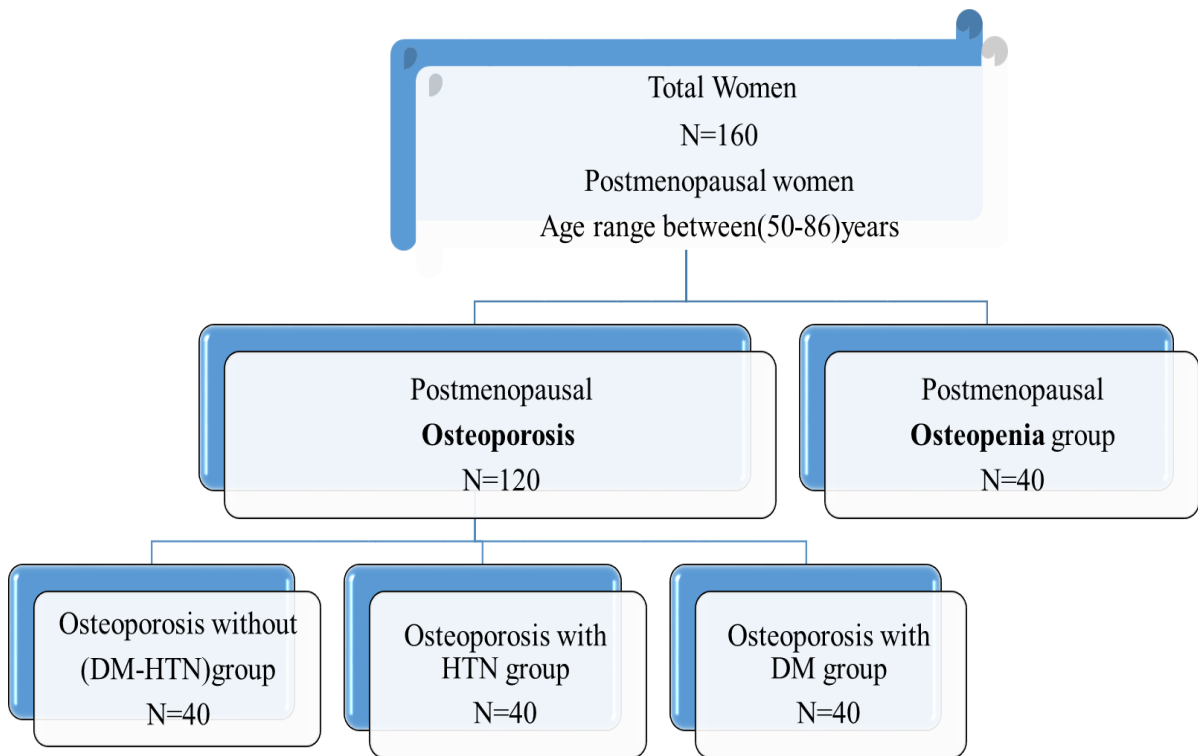 Total Women
N=160
Postmenopausal women
Age range between(50-86)years
Postmenopausal
Osteoporosis
N=120
Postmenopausal
Osteopenia group
N=40
Osteoporosis without
(DM-HTN)group
N=40
Osteoporosis with
HTN group
N=40
Osteoporosis with
DM group
N=40